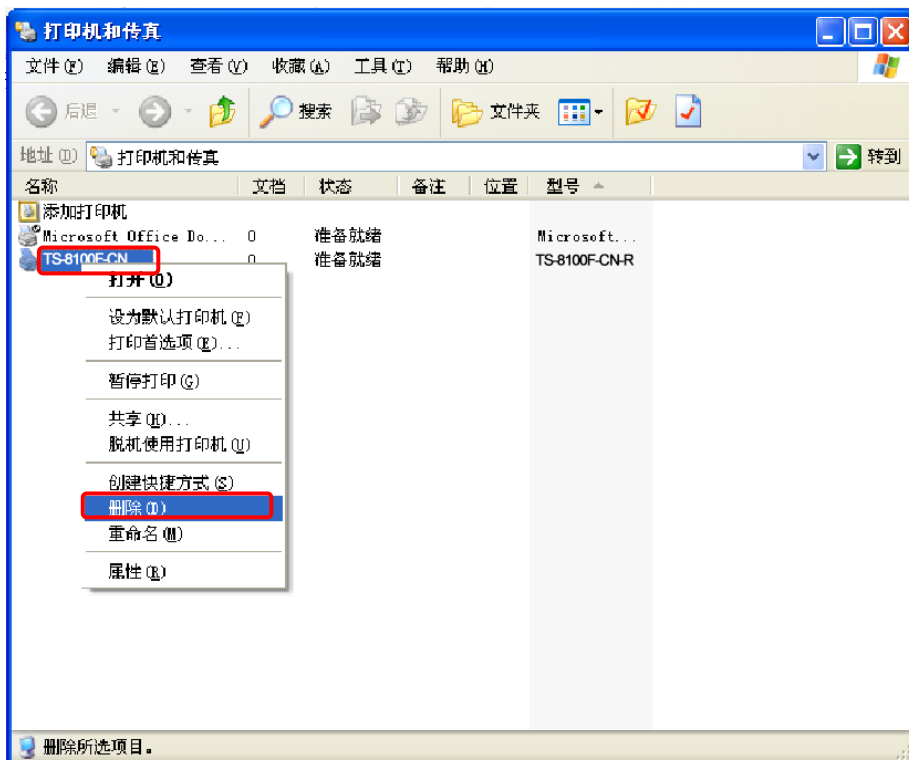 打印机和传真
文件(F) 编辑(E) 查看(V) 收藏(A) 工具(T) 帮助(H)
后退 搜索 文件夹
地址(D) 打印机和传真 转到
名称 文档 状态 备注 位置 型号
添加打印机
Microsoft Office Do... 0 准备就绪 Microsoft...
TS-8100F-CN 0 准备就绪 TS-8100F-CN-R
打开(O)
设为默认打印机(F)
打印首选项(E)...
暂停打印(G)
共享(H)...
脱机使用打印机(U)
创建快捷方式(S)
删除(D)
重命名(M)
属性(R)
删除所选项目。